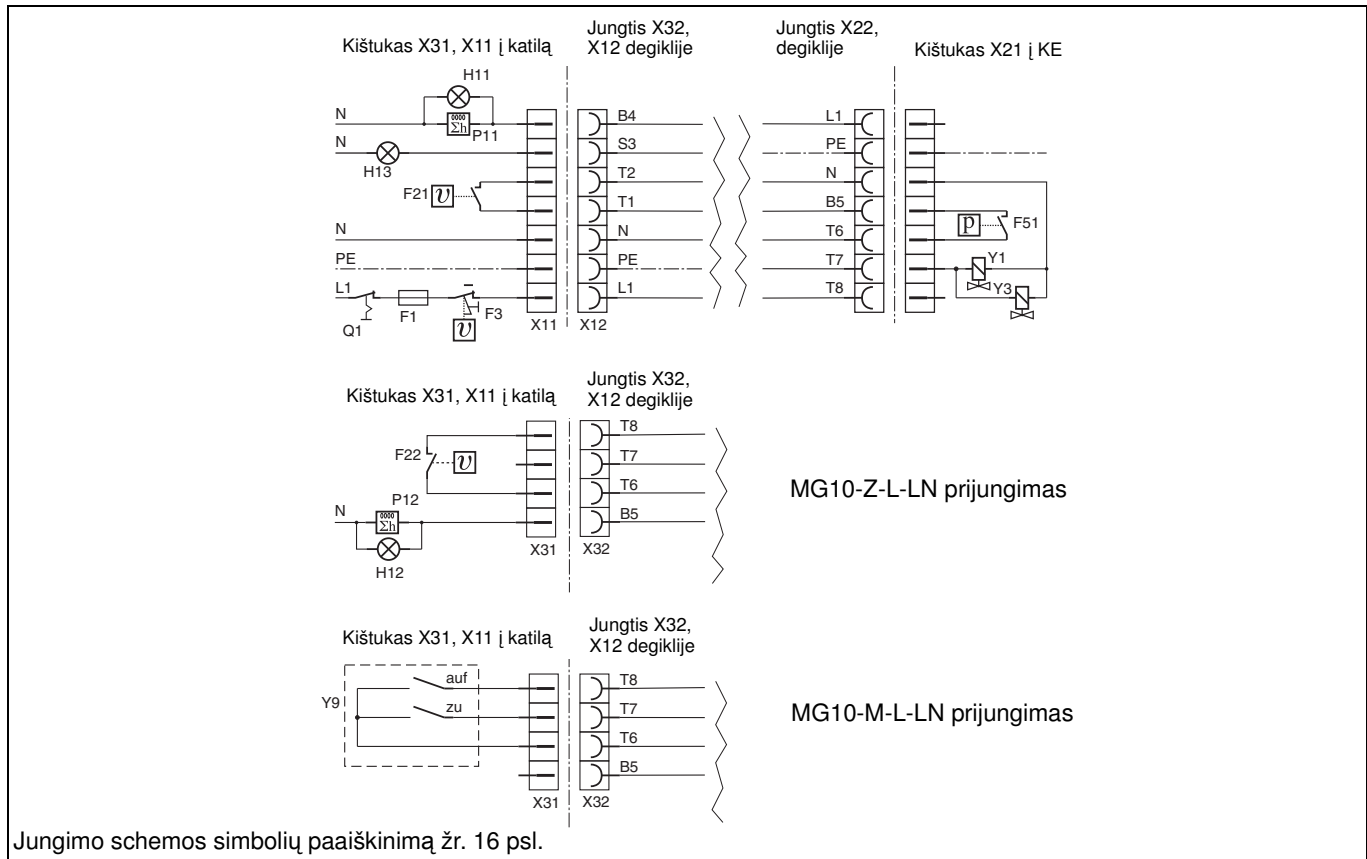 Kištukas X31, X11 į katilą
Jungtis X32,
X12 degiklije
Jungtis X22,
degiklije
Kištukas X21 į KE
H11
N
0000
Σh
P11
B4
L1
N
H13
S3
PE
F21
υ
T2
N
T1
B5
p
F51
N
N
T6
PE
PE
T7
Y1
L1
L1
T8
Y3
Q1
F1
F3
υ
X11
X12
Kištukas X31, X11 į katilą
Jungtis X32,
X12 degiklije
T8
F22
υ
T7
P12
T6
N
0000
Σh
B5
H12
X31
X32
MG10-Z-L-LN prijungimas
Kištukas X31, X11 į katilą
Jungtis X32,
X12 degiklije
Y9
auf
T8
zu
T7
T6
B5
X31
X32
MG10-M-L-LN prijungimas
Jungimo schemos simbolių paaiškinimą žr. 16 psl.